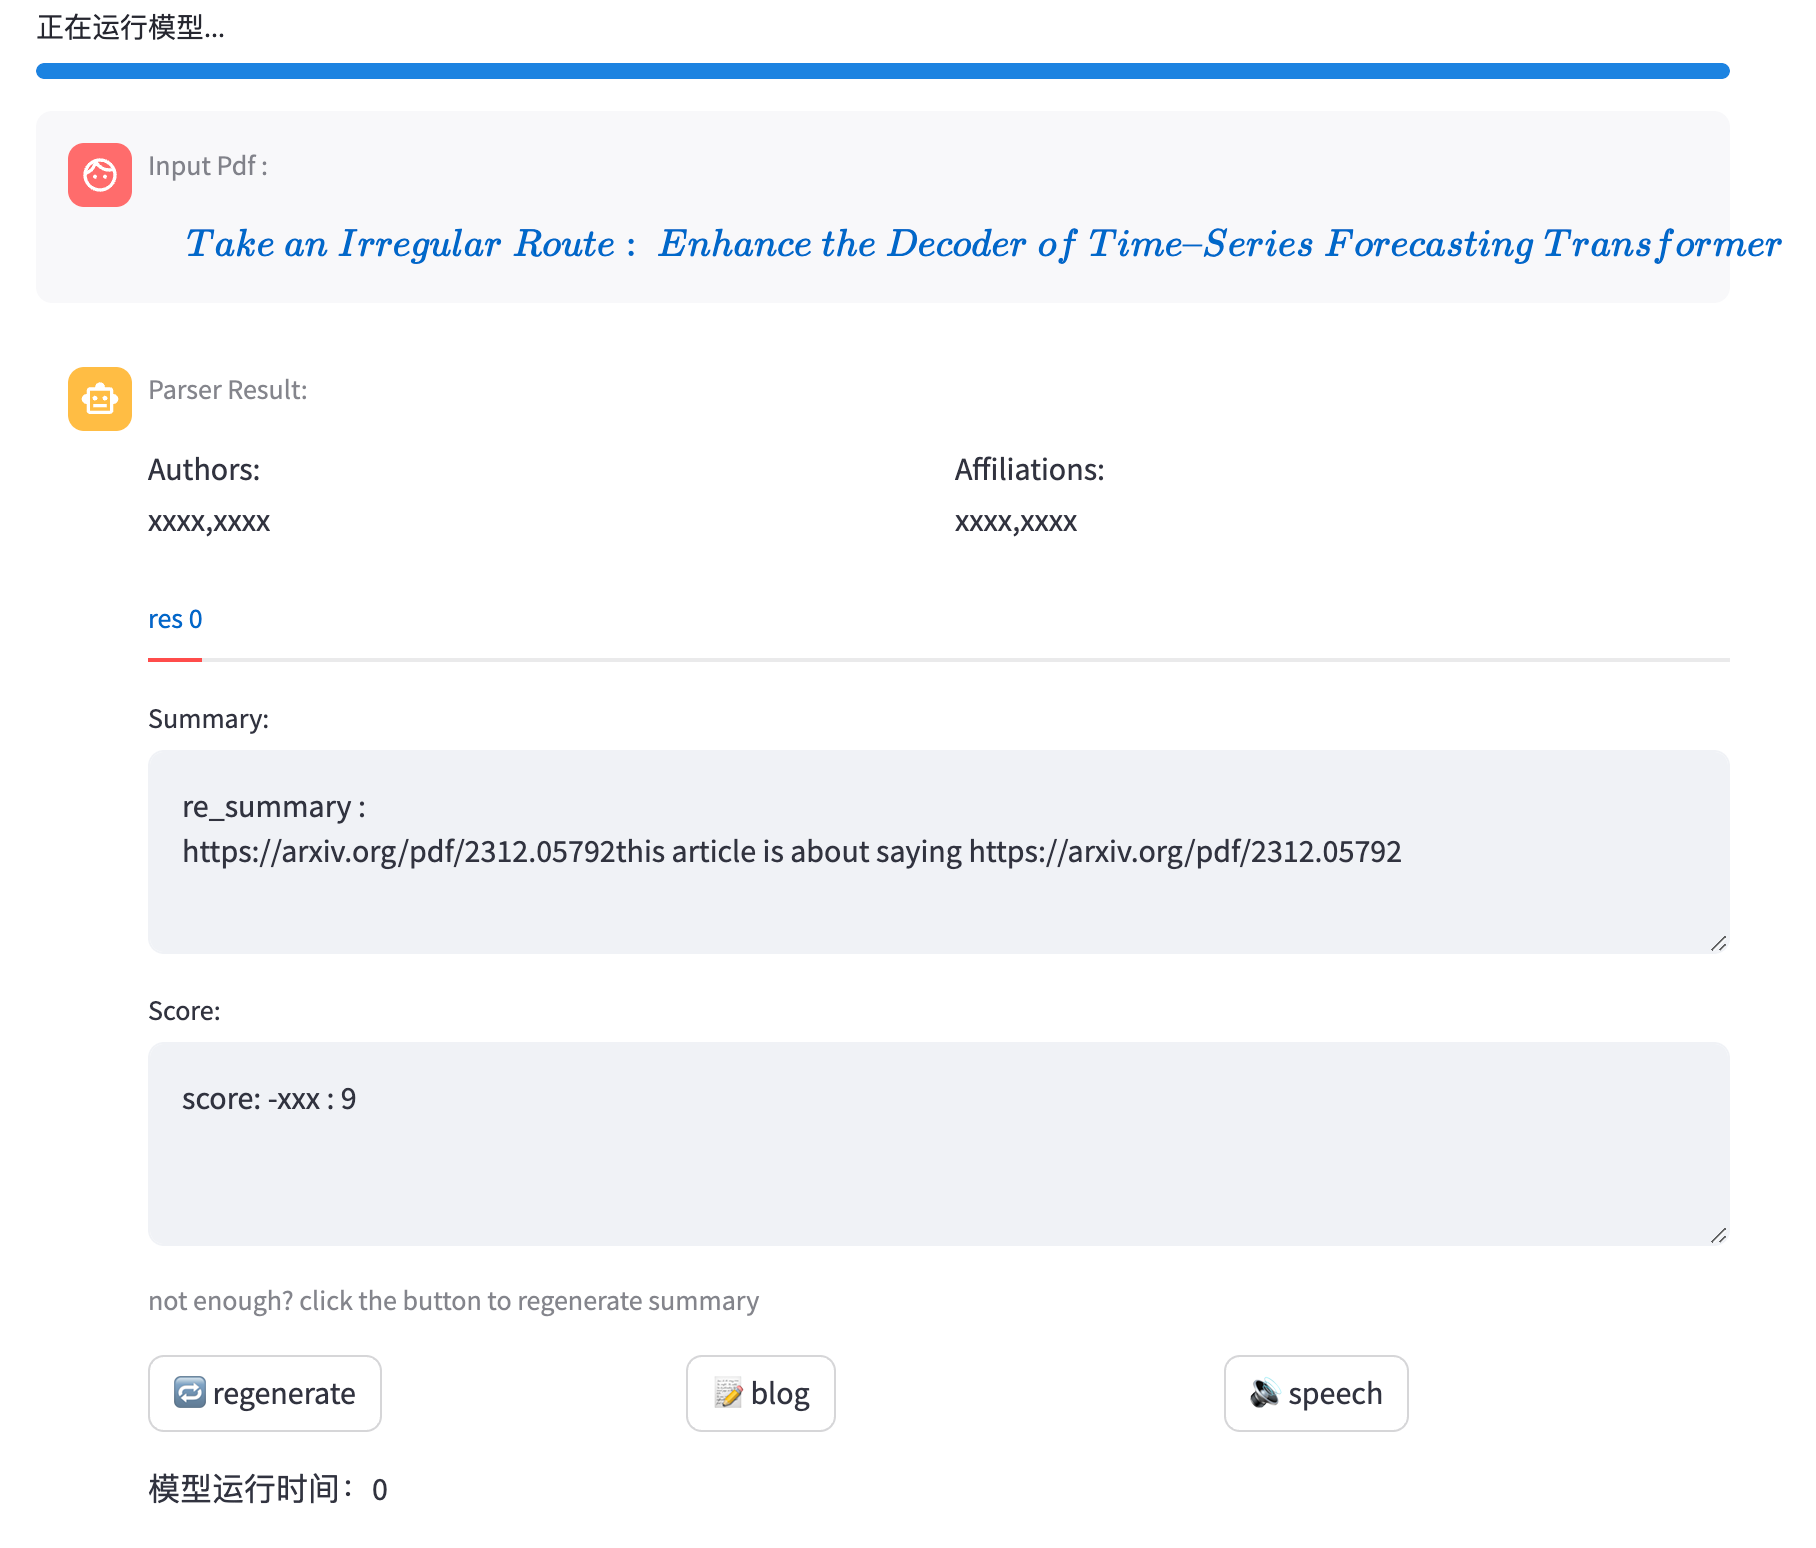 正在运行模型...
Input Pdf :
Take an Irregular Route : Enhance the Decoder of Time–Series Forecasting Transformer
Parser Result:
Authors:
xxxx,xxxx
Affiliations:
xxxx,xxxx
res 0
Summary:
re_summary :
https://arxiv.org/pdf/2312.05792this article is about saying https://arxiv.org/pdf/2312.05792
Score:
score: -xxx : 9
not enough? click the button to regenerate summary
regenerate
blog
speech
模型运行时间：0